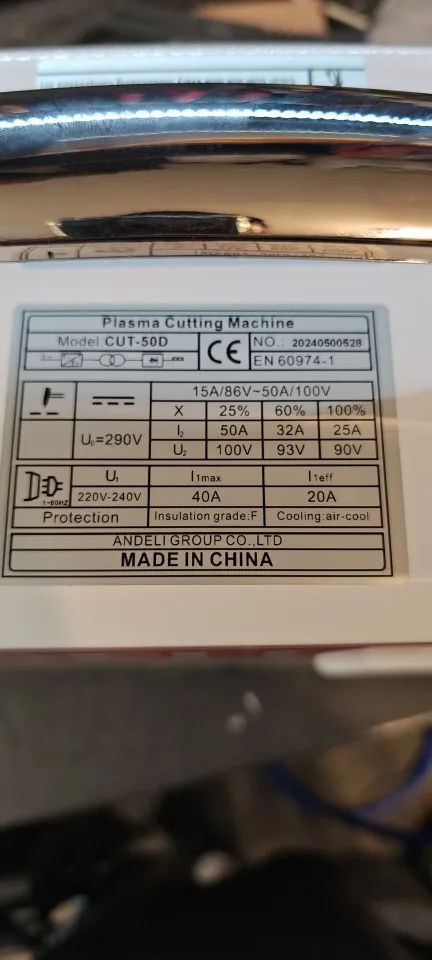 Plasma Cutting Machine
Model CUT-50D
CE
NO.: 20240500528
EN 60974-1
15A/86V~50A/100V
X 25% 60% 100%
U₀=290V
I₂ 50A 32A 25A
U₂ 100V 93V 90V
U₁ I1max I1eff
1~60HZ
220V-240V 40A 20A
Protection Insulation grade:F Cooling:air-cool
ANDELI GROUP CO.,LTD
MADE IN CHINA